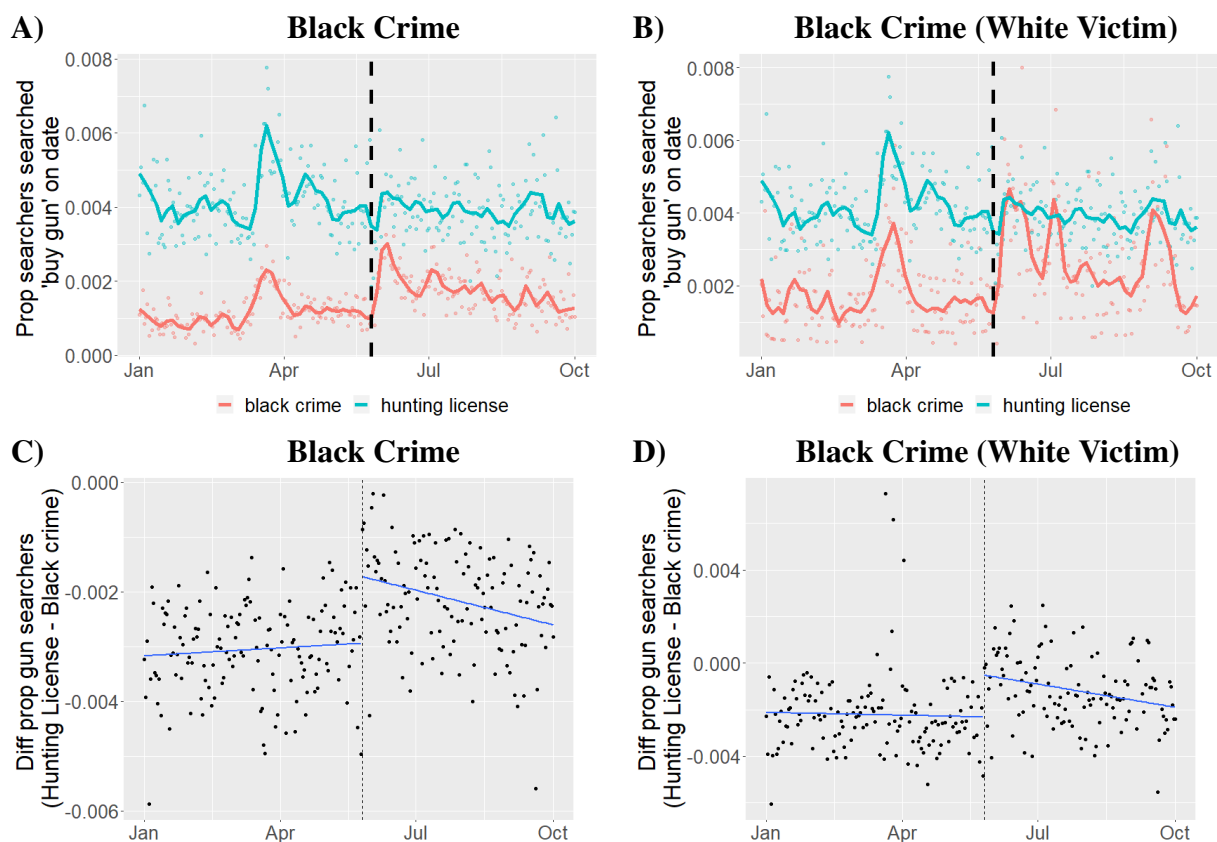 A)
Black Crime
Prop searchers searched
'buy gun' on date
0.008
0.006
0.004
0.002
0.000
Jan
Apr
Jul
Oct
black crime
hunting license
B)
Black Crime (White Victim)
Prop searchers searched
"buy gun' on date
0.008
0.006
0.004
0.002
Jan
Apr
Jul
Oct
black crime
hunting license
C)
Black Crime
Diff prop gun searchers
(Hunting License - Black crime)
0.000
-0.002
-0.004
-0.006
Jan
Apr
Jul
Oct
D)
Black Crime (White Victim)
Diff prop gun searchers
(Hunting License - Black crime)
0.004
0.000
-0.004
Jan
Apr
Jul
Oct